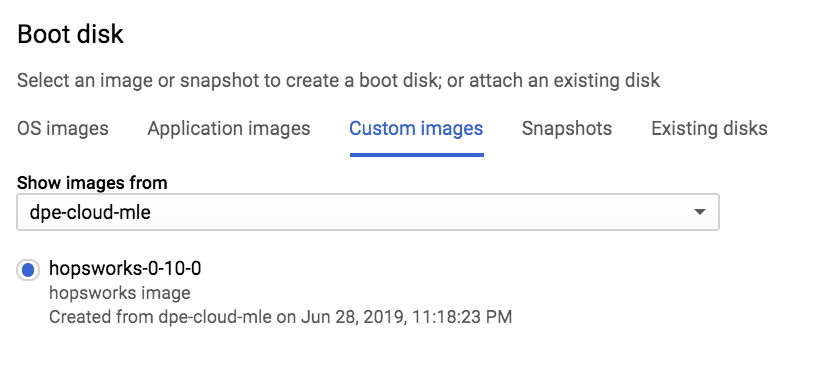 Boot disk
Select an image or snapshot to create a boot disk; or attach an existing disk
OS images Application images Custom images Snapshots Existing disks
Show images from
dpe-cloud-mle
hopsworks-0-10-0
hopsworks image
Created from dpe-cloud-mle on Jun 28, 2019, 11:18:23 PM